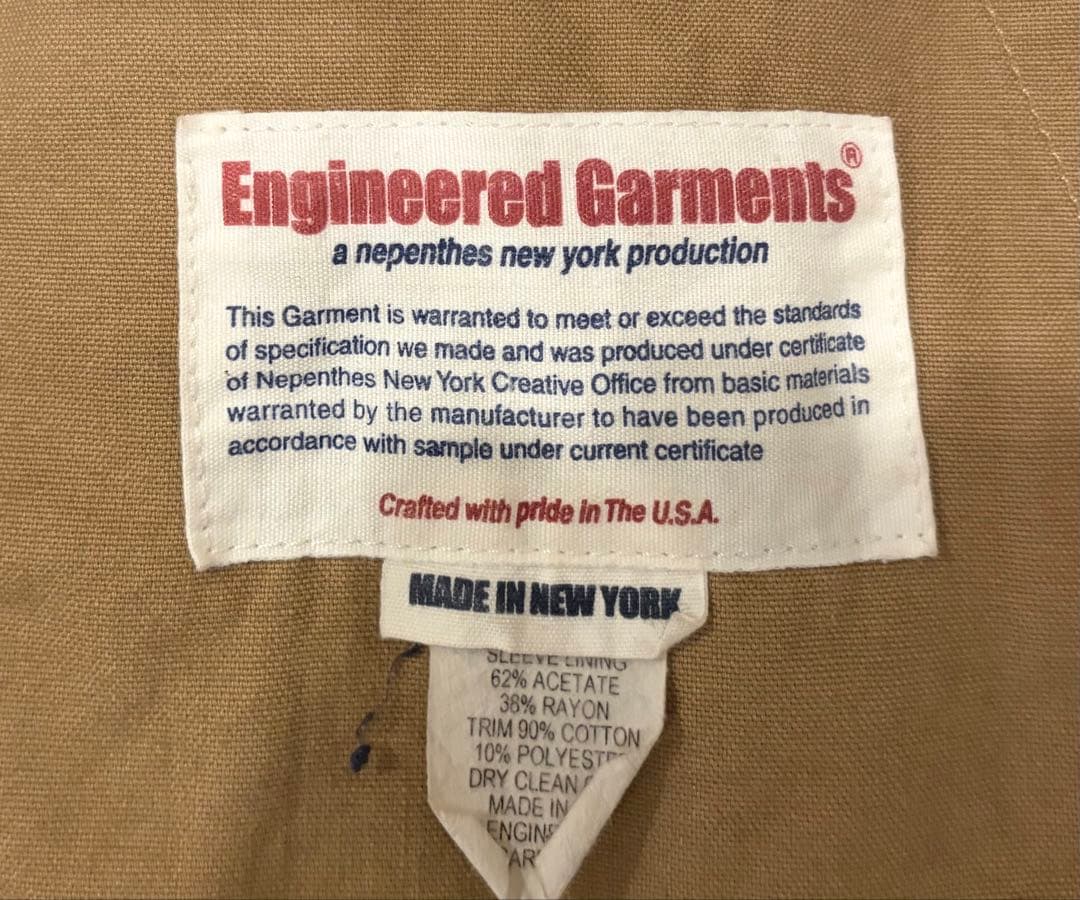 Engineered Garments®
a nepenthes new york production
This Garment is warranted to meet or exceed the standards
of specification we made and was produced under certificate
of Nepenthes New York Creative Office from basic materials
warranted by the manufacturer to have been produced in
accordance with sample under current certificate
Crafted with pride in The U.S.A.
MADE IN NEW YORK
SLEEVE LINING
62% ACETATE
38% RAYON
TRIM 90% COTTON
10%
DRY CLEAN
MADE IN